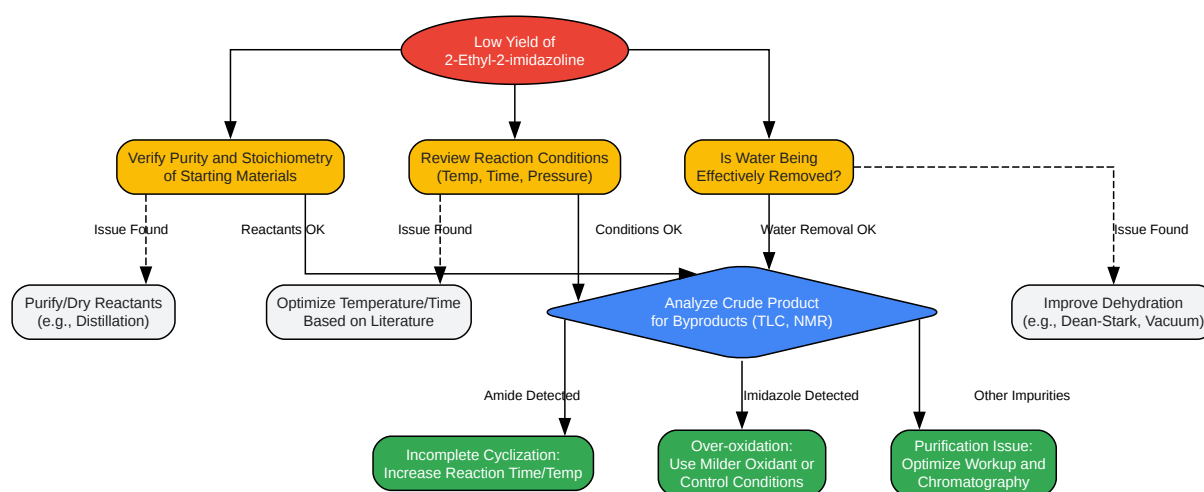 Low Yield of
2-Ethyl-2-imidazoline
Verify Purity and Stoichiometry
of Starting Materials
Review Reaction Conditions
(Temp, Time, Pressure)
Is Water Being
Effectively Removed?
Issue Found
Reactants OK
Issue Found
Conditions OK
Water Removal OK
Issue Found
Purify/Dry Reactants
(e.g., Distillation)
Optimize Temperature/Time
Based on Literature
Analyze Crude Product
for Byproducts (TLC, NMR)
Improve Dehydration
(e.g., Dean-Stark, Vacuum)
Amide Detected
Imidazole Detected
Other Impurities
Incomplete Cyclization:
Increase Reaction Time/Temp
Over-oxidation:
Use Milder Oxidant or
Control Conditions
Purification Issue:
Optimize Workup and
Chromatography